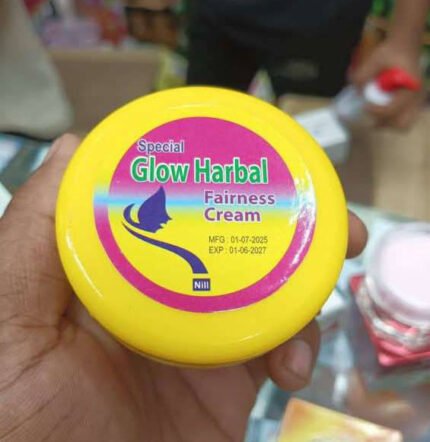 Special
Glow Harbal
Fairness
Cream
MFG : 01-07-2025
EXP : 01-06-2027
Nill